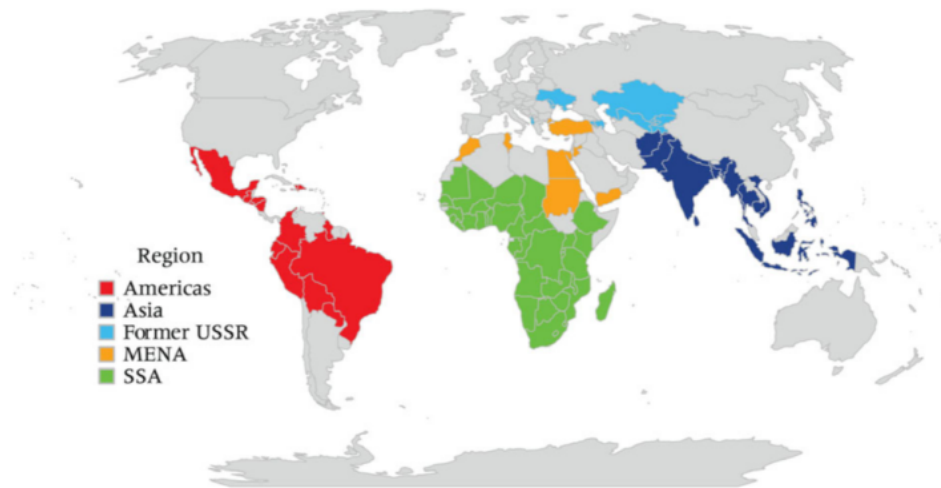 Region
Americas
Asia
Former USSR
MENA
SSA